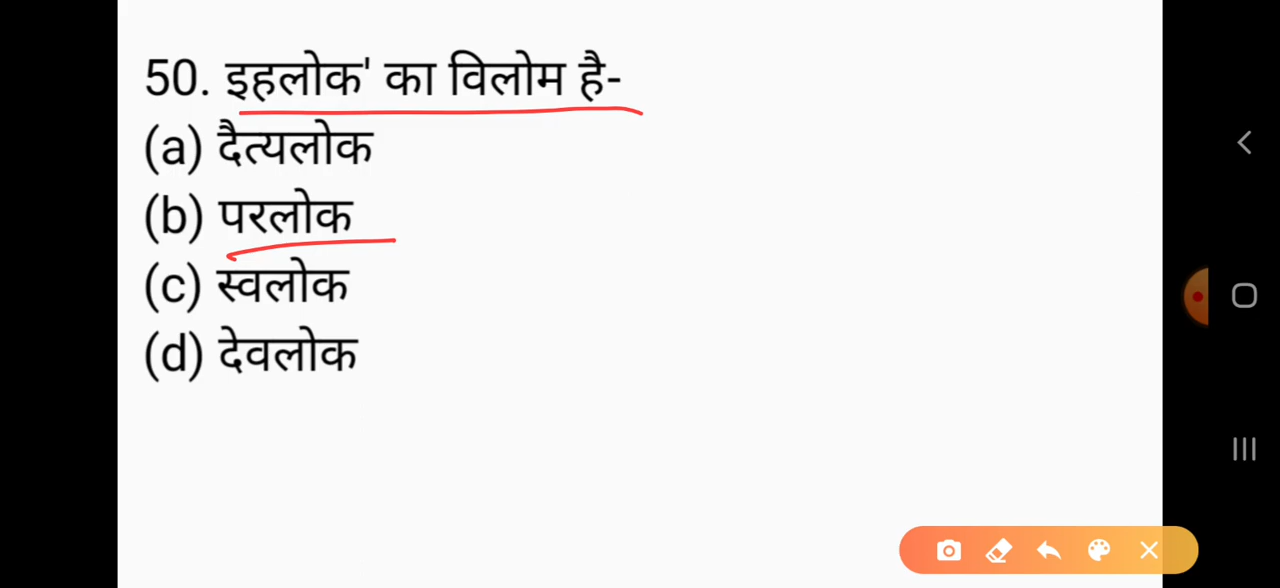 50. इहलोक' का विलोम है-
(a) दैत्यलोक
(b) परलोक
(c) स्वलोक
(d) देवलोक